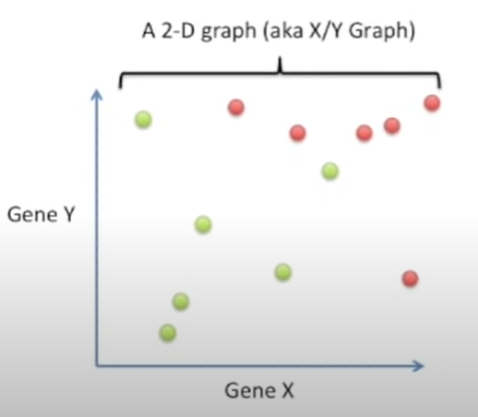 A 2-D graph (aka X/Y Graph)
Gene Y
Gene X